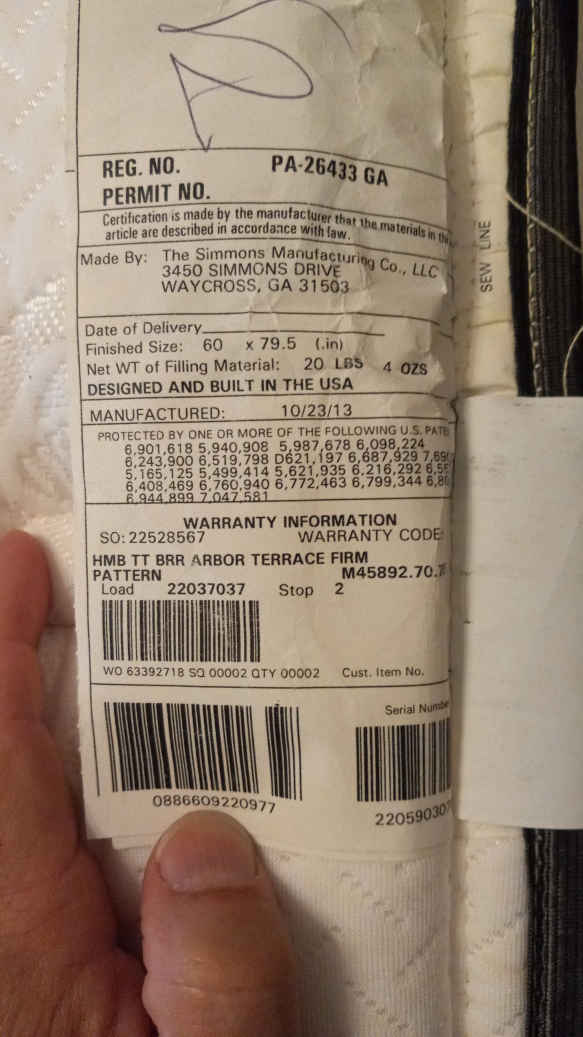 REG. NO. PA-26433 GA
PERMIT NO.
Certification is made by the manufacturer that the materials in this
article are described in accordance with law.
Made By: The Simmons Manufacturing Co., LLC
3450 SIMMONS DRIVE
WAYCROSS, GA 31503
Date of Delivery
Finished Size: 60 x 79.5 (.in)
Net WT of Filling Material: 20 LBS 4 OZS
DESIGNED AND BUILT IN THE USA
MANUFACTURED: 10/23/13
PROTECTED BY ONE OR MORE OF THE FOLLOWING U.S. PATE
6,901,618 5,940,908 5,987,678 6,098,224
6,243,900 6,519,798 D621,197 6,687,929
5,165,125 5,499,414 5,621,935 6,216,292
6,408,469 6,760,940 6,772,463 6,799,344
6,944,899 7,047,581
WARRANTY INFORMATION
SO: 22528567 WARRANTY CODE:
HMB TT BRR ARBOR TERRACE FIRM
PATTERN M45892.70.
Load 22037037 Stop 2
WO 63392718 SQ 00002 QTY 00002 Cust. Item No.
Serial Number
0886609220977
220590307
SEW LINE